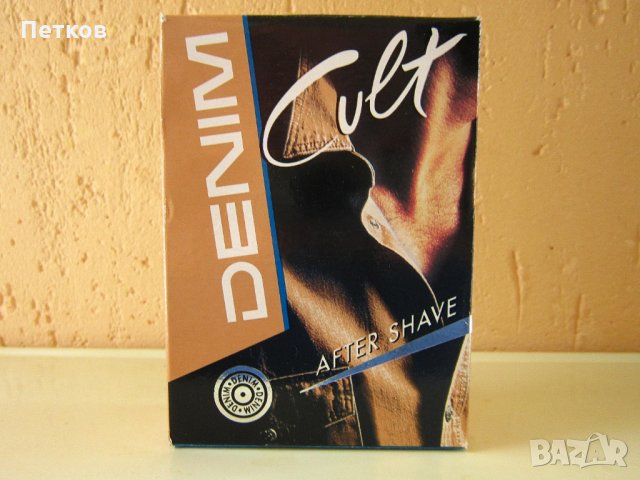 Петков
DENIM
Cult
AFTER SHAVE
DENIM • DENIM • DENIM •
BAZAR